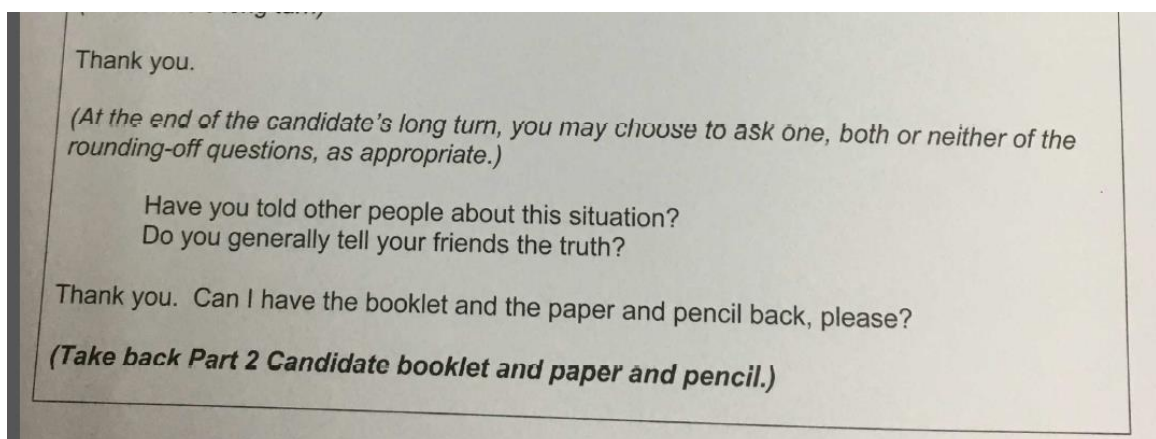 Thank you.
(At the end of the candidate's long turn, you may choose to ask one, both or neither of the
rounding-off questions, as appropriate.)
Have you told other people about this situation?
Do you generally tell your friends the truth?
Thank you. Can I have the booklet and the paper and pencil back, please?
(Take back Part 2 Candidate booklet and paper and pencil.)